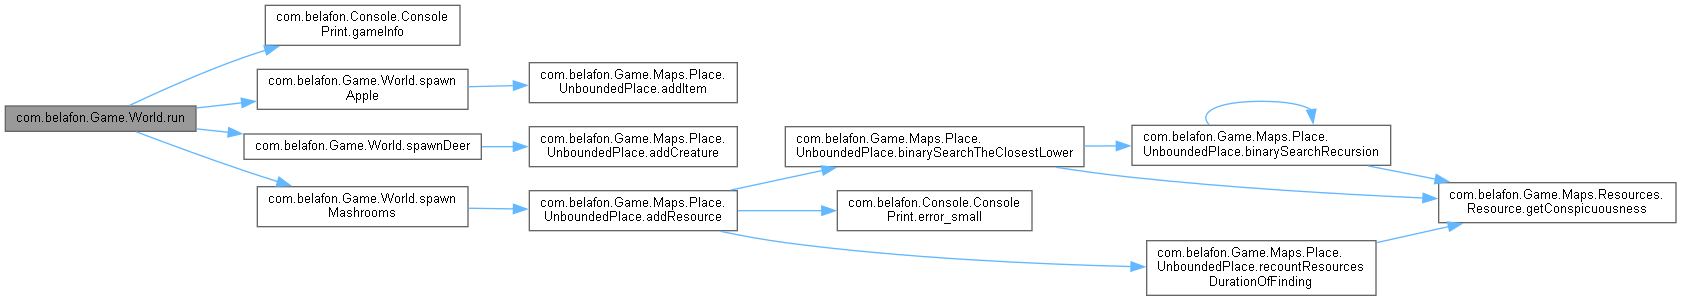 com.belafon.Game.World.run
com.belafon.Console.Console
Print.gameInfo
com.belafon.Game.World.spawn
Apple
com.belafon.Game.World.spawnDeer
com.belafon.Game.World.spawn
Mashrooms
com.belafon.Game.Maps.Place.
UnboundedPlace.addItem
com.belafon.Game.Maps.Place.
UnboundedPlace.addCreature
com.belafon.Game.Maps.Place.
UnboundedPlace.addResource
com.belafon.Game.Maps.Place.
UnboundedPlace.binarySearchTheClosestLower
com.belafon.Console.Console
Print.error_small
com.belafon.Game.Maps.Place.
UnboundedPlace.binarySearchRecursion
com.belafon.Game.Maps.Place.
UnboundedPlace.recountResources
DurationOfFinding
com.belafon.Game.Maps.Resources.
Resource.getConspicuousness